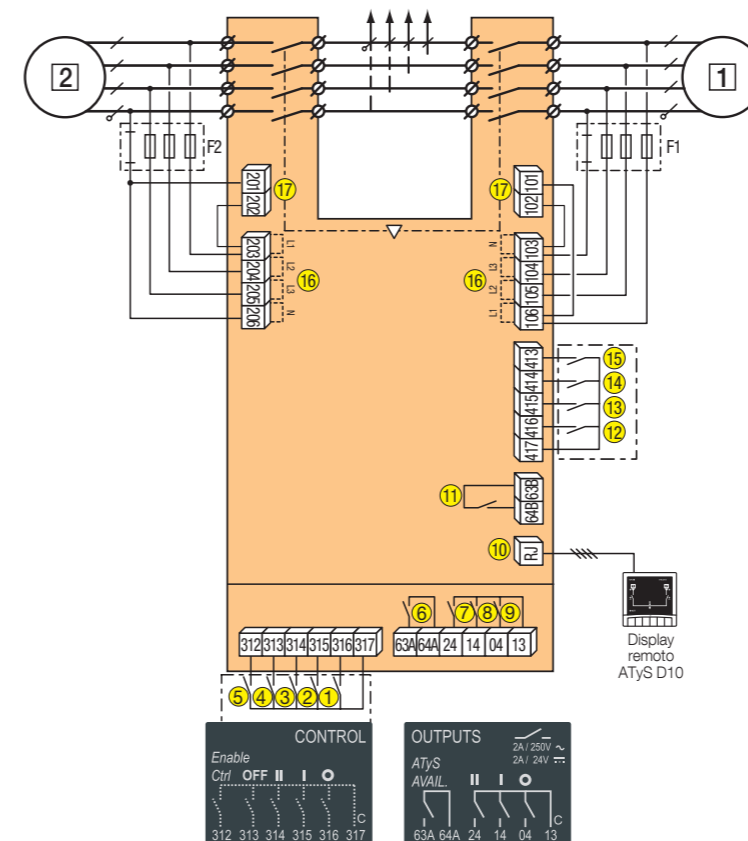 2
1
F2
F1
201
202
17
17
101
102
203
204
205
206
L1
L2
L3
N
16
16
N
L3
L2
L1
103
104
105
106
413
414
415
416
417
15
14
13
12
11
63B
64B
10
RJ
Display
remoto
ATyS D10
6
7
8
9
312 313 314 315 316 317
63A 64A 24 14 04 13
5 4 3 2 1
CONTROL
Enable
Ctrl OFF II I O
C
312 313 314 315 316 317
OUTPUTS
2A / 250V ~
2A / 24V ⎓
ATyS
AVAIL. II I O
C
63A 64A 24 14 04 13